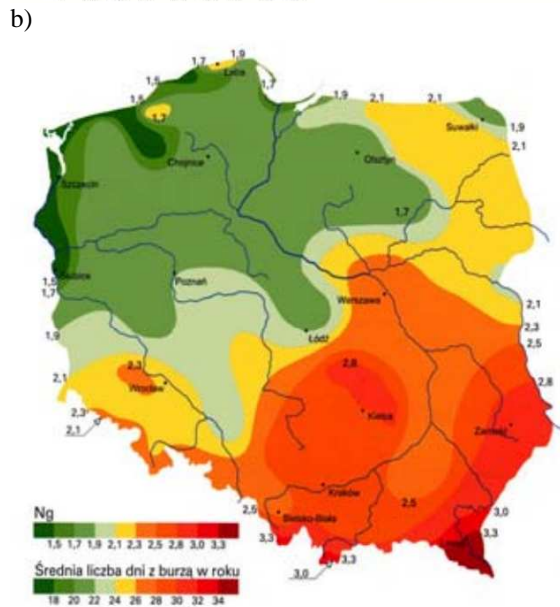 b)
1,9
1,7
Łeba
1,5
1,7
1,5
1,7
1,9
2,1
2,1
Suwałki
1,9
2,1
Chojnice
Olsztyn
Szczecin
1,7
1,5
1,7
Poznań
2,1
Warszawa
2,3
1,9
Łódź
2,5
2,1
2,3
2,8
2,8
Wrocław
Kielce
2,3
2,1
Zamość
Kraków
2,5
2,5
3,0
Bielsko-Biała
3,3
3,3
3,3
3,0
Ng
1,5 1,7 1,9 2,1 2,3 2,5 2,8 3,0 3,3
Średnia liczba dni z burzą w roku
18 20 22 24 26 28 30 32 34